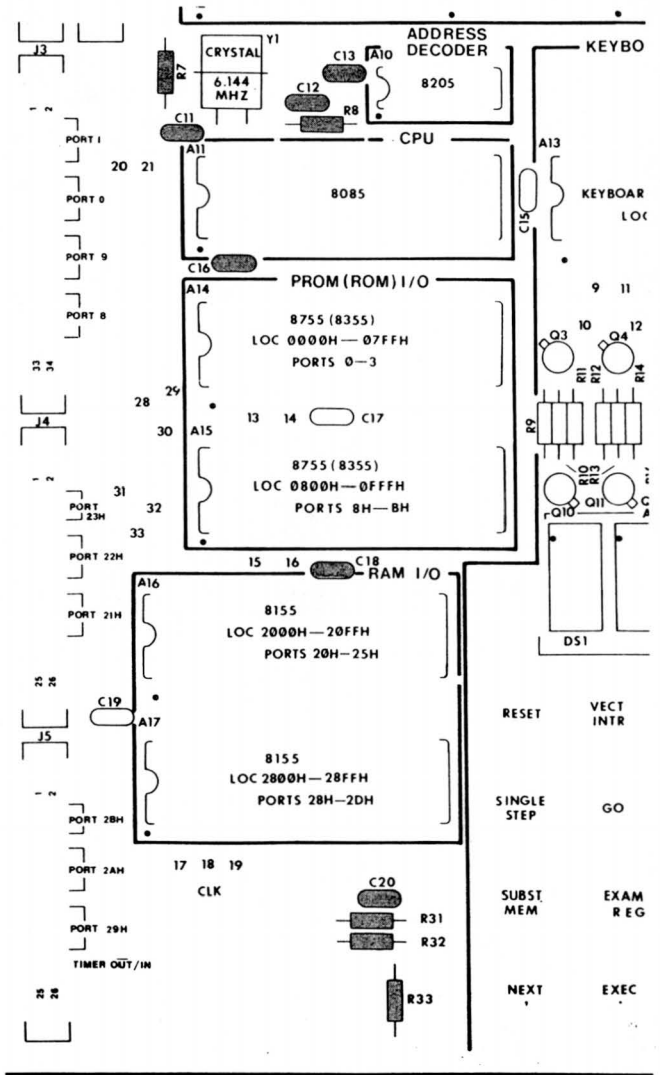 J3
R7
CRYSTAL
Y1
6.144
MHZ
C13
C12
R8
ADDRESS
DECODER
A10
8205
KEYBO
1 2
PORT 1
20 21
PORT 0
PORT 9
PORT 8
33 34
C11
CPU
A11
8085
C16
A13
C15
KEYBOAR
LOC
9 11
10 12
PROM (ROM) I/O
A14
8755 (8355)
LOC 0000H—07FFH
PORTS 0—3
Q3 Q4
R11 R12 R14
R9
28 29
30
A15
13 14
C17
8755 (8355)
LOC 0800H—0FFFH
PORTS 8H—BH
R10 R13
Q10 Q11
J4
1 2
31
PORT
23H
32
33
PORT 22H
PORT 21H
25 26
15 16
C18
RAM I/O
A16
8155
LOC 2000H—20FFH
PORTS 20H—25H
DS1
C19
A17
8155
LOC 2800H—28FFH
PORTS 28H—2DH
RESET
VECT
INTR
J5
1 2
PORT 2BH
PORT 2AH
PORT 29H
TIMER OUT/IN
25 26
17 18 19
CLK
SINGLE
STEP
GO
C20
R31
R32
R33
SUBST
MEM
EXAM
REG
NEXT
,
EXEC
.